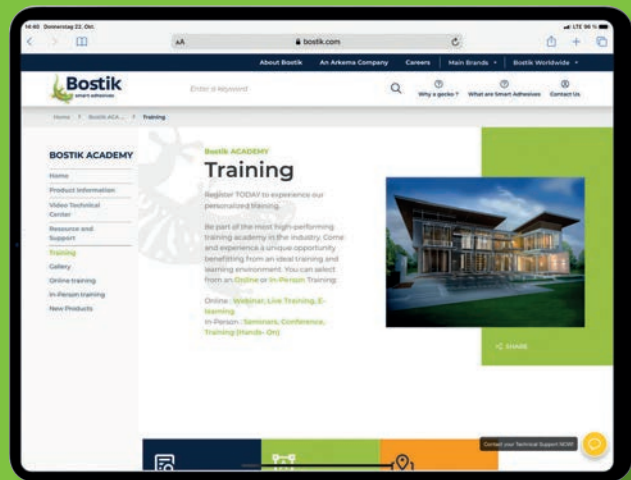 14:40 Donnerstag 22. Okt.
LTE 96 %
AA
bostik.com
About Bostik An Arkema Company Careers Main Brands Bostik Worldwide
Bostik
smart adhesives
Enter a keyword
Why a gecko ? What are Smart Adhesives Contact Us
Home Bostik ACA ... Training
BOSTIK ACADEMY
Home
Product Information
Video Technical
Center
Resource and
Support
Training
Gallery
Online training
In-Person training
New Products
Bostik ACADEMY
Training
Register TODAY to experience our
personalized training.
Be part of the most high-performing
training academy in the industry. Come
and experience a unique opportunity
benefitting from an ideal training and
learning environment. You can select
from an Online or In-Person Training:
Online : Webinar, Live Training, E-
learning
In-Person : Seminars, Conference,
Training (Hands- On)
SHARE
Contact your Technical Support NOW!